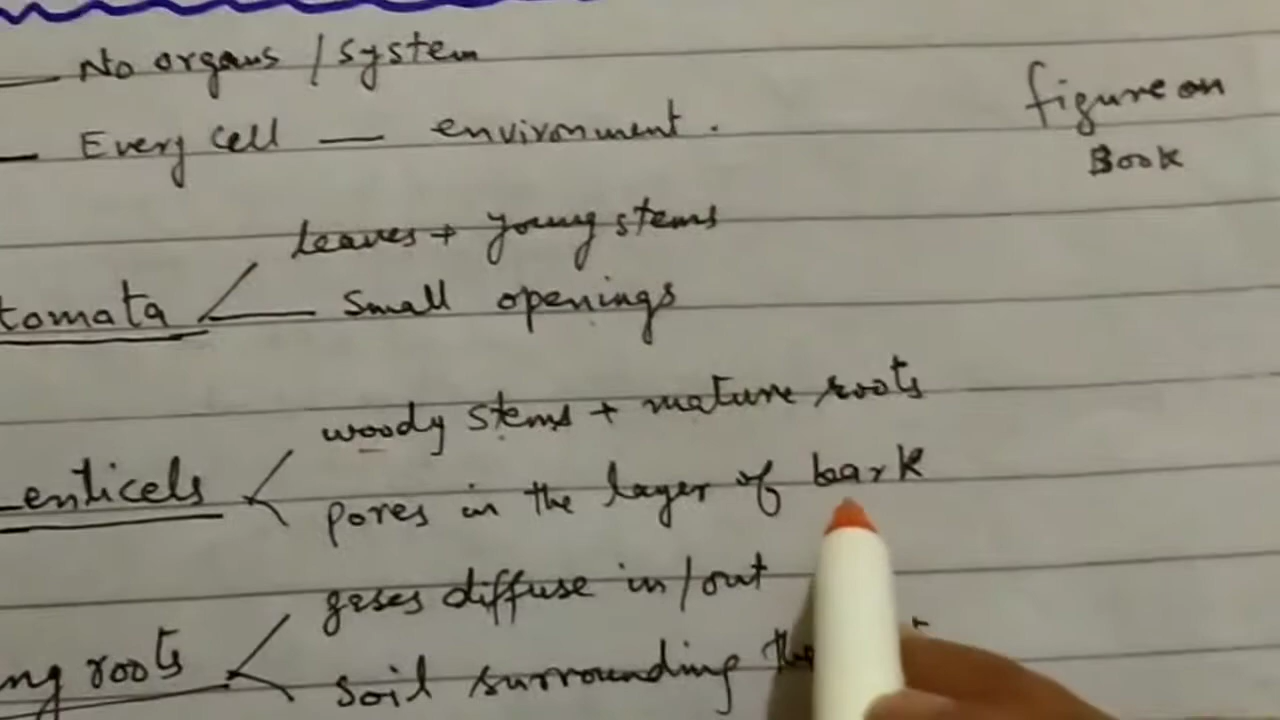 — No organs / system
— Every cell — environment.
figure on
Book
leaves + young stems
tomata
small openings
woody stems + mature roots
enticels
pores in the layer of bark
gases diffuse in/out
ng roots
soil surrounding the